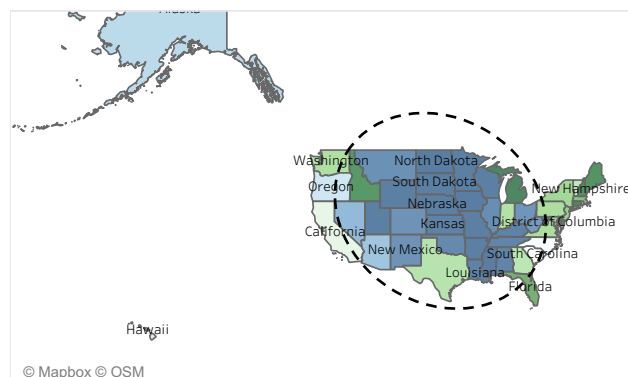 Alaska
Washington
North Dakota
Oregon
South Dakota
New Hampshire
Nebraska
Kansas
District of Columbia
California
New Mexico
South Carolina
Louisiana
Florida
Hawaii
© Mapbox © OSM